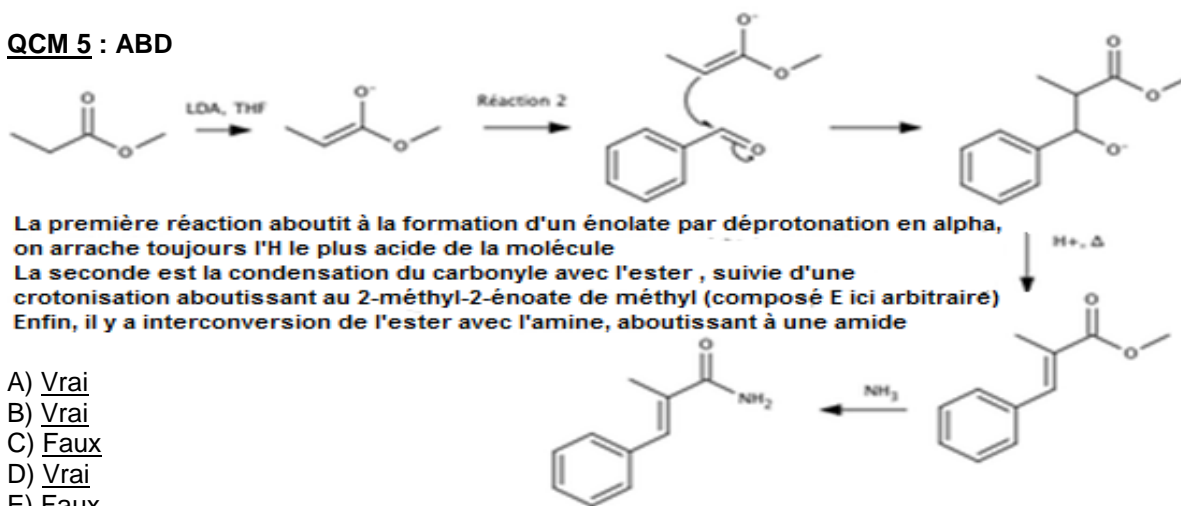 QCM 5 : ABD
O
O
LDA, THF
O⁻
O
Réaction 2
O⁻
O
O
O
O
O⁻
La première réaction aboutit à la formation d'un énolate par déprotonation en alpha,
on arrache toujours l'H le plus acide de la molécule
La seconde est la condensation du carbonyle avec l'ester , suivie d'une
crotonisation aboutissant au 2-méthyl-2-énoate de méthyl (composé E ici arbitraire)
Enfin, il y a interconversion de l'ester avec l'amine, aboutissant à une amide
H+, Δ
O
O
NH₃
O
NH₂
A) Vrai
B) Vrai
C) Faux
D) Vrai
E) Faux